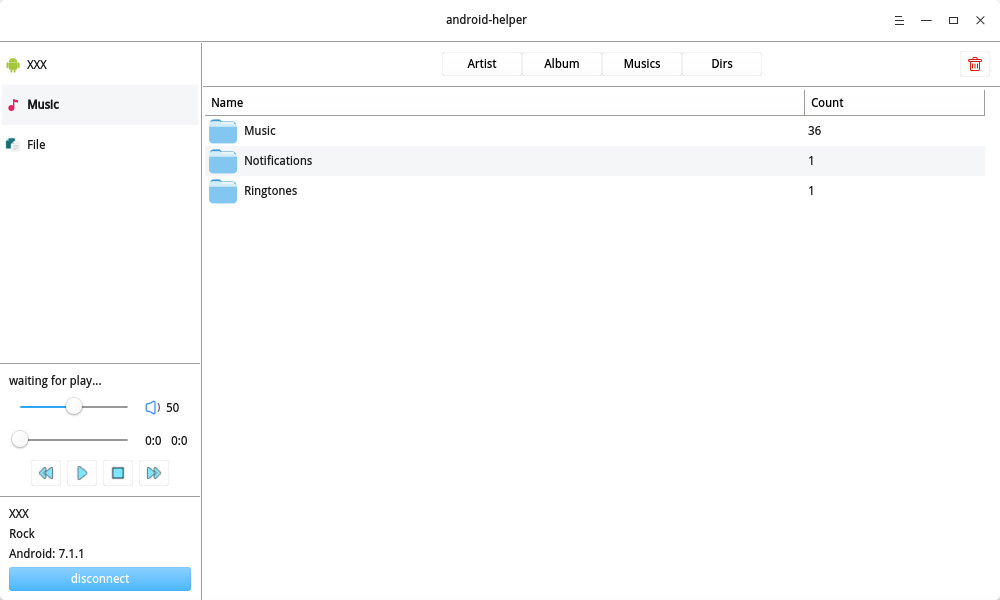 android-helper
XXX
Music
File
Artist Album Musics Dirs
Name Count
Music 36
Notifications 1
Ringtones 1
waiting for play...
50
0:0 0:0
XXX
Rock
Android: 7.1.1
disconnect